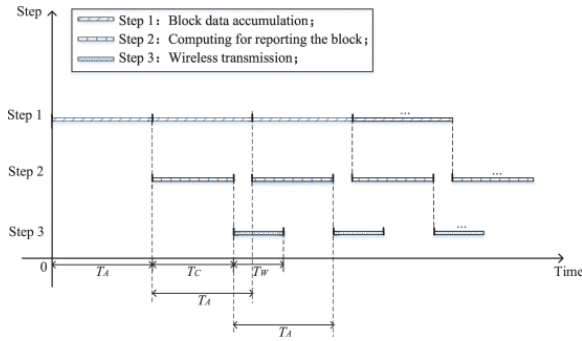 Step
Step 1: Block data accumulation;
Step 2: Computing for reporting the block;
Step 3: Wireless transmission;
Step 1
...
Step 2
...
Step 3
...
0
Time
TA
TC
TW
TA
TA